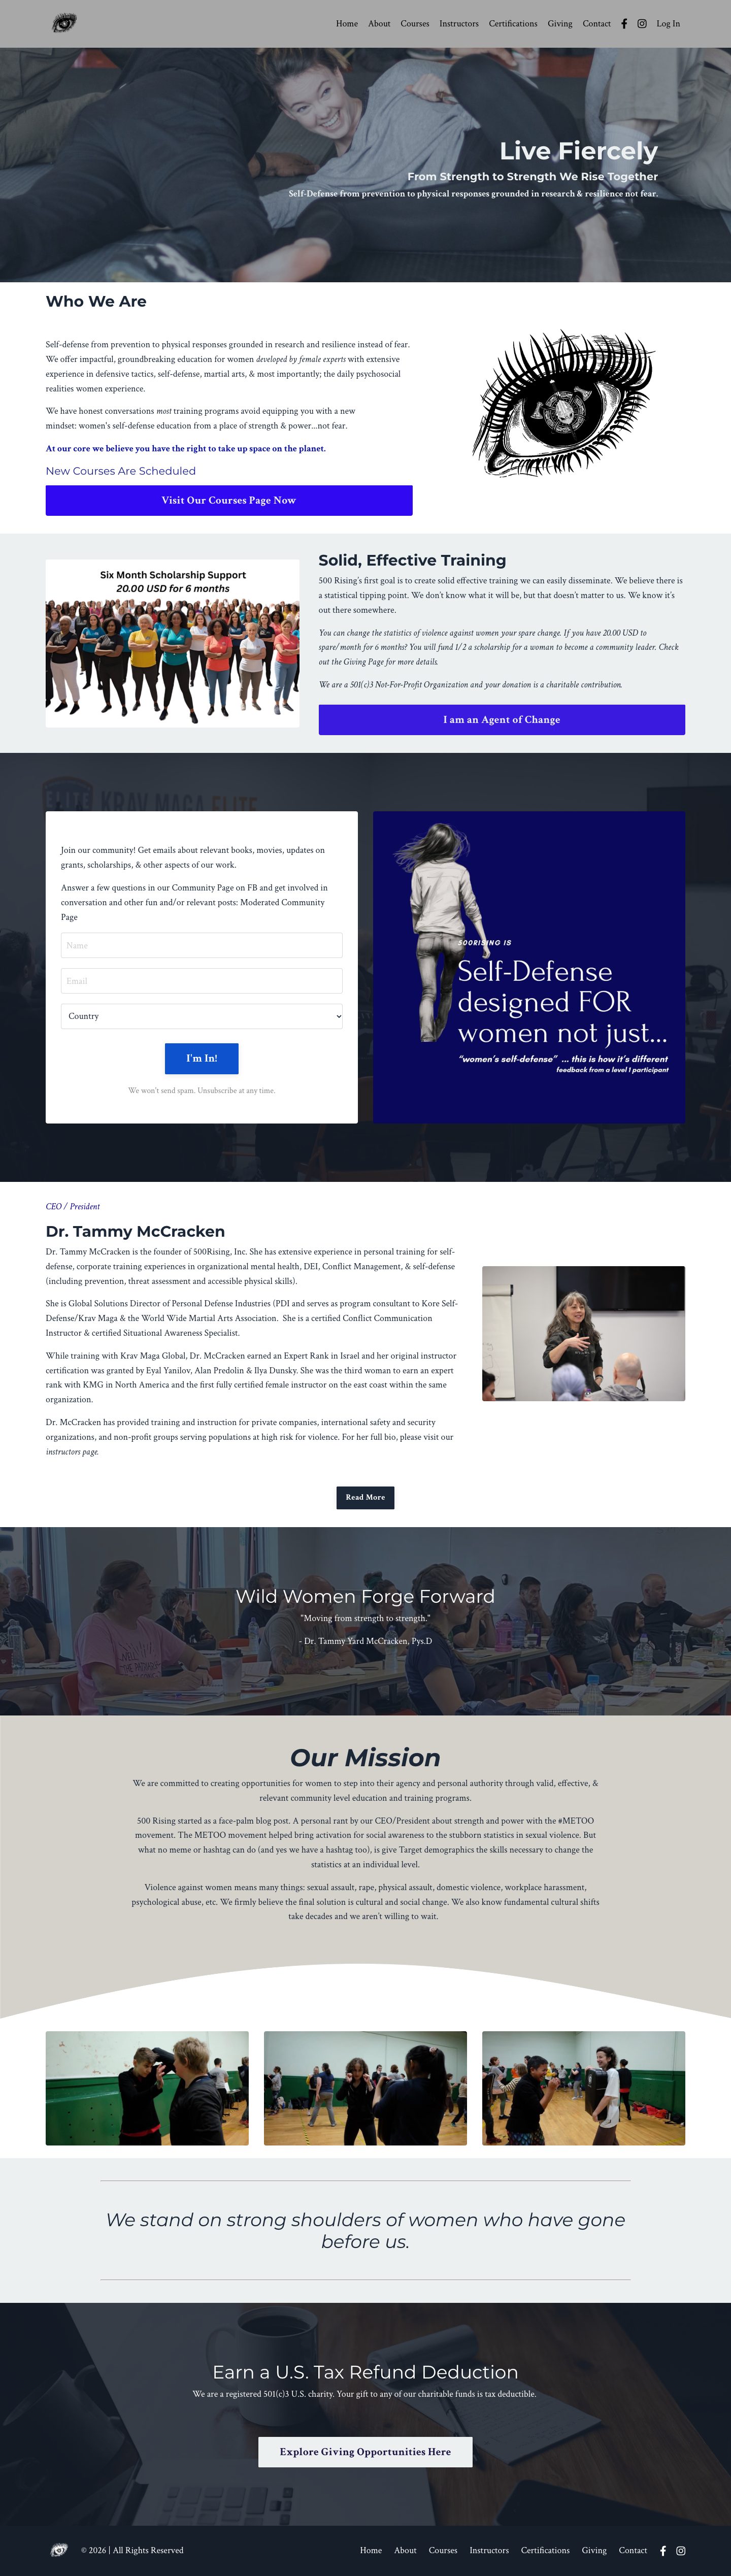 Home About Courses Instructors Certifications Giving Contact Log In
Live Fiercely
From Strength to Strength We Rise Together
Self-Defense from prevention to physical responses grounded in research & resilience not fear.
Who We Are
Self-defense from prevention to physical responses grounded in research and resilience instead of fear.
We offer impactful, groundbreaking education for women developed by female experts with extensive
experience in defensive tactics, self-defense, martial arts, & most importantly; the daily psychosocial
realities women experience.
We have honest conversations most training programs avoid equipping you with a new
mindset: women's self-defense education from a place of strength & power...not fear.
At our core we believe you have the right to take up space on the planet.
New Courses Are Scheduled
Visit Our Courses Page Now
Six Month Scholarship Support
20.00 USD for 6 months
Solid, Effective Training
500 Rising's first goal is to create solid effective training we can easily disseminate. We believe there is
a statistical tipping point. We don't know what it will be, but that doesn't matter to us. We know it's
out there somewhere.
You can change the statistics of violence against women your spare change. If you have 20.00 USD to
spare/month for 6 months? You will fund 1/2 a scholarship for a woman to become a community leader. Check
out the Giving Page for more details.
We are a 501(c)3 Not-For-Profit Organization and your donation is a charitable contribution.
I am an Agent of Change
ELITE KRAV MAGA ELITE
Join our community! Get emails about relevant books, movies, updates on
grants, scholarships, & other aspects of our work.
Answer a few questions in our Community Page on FB and get involved in
conversation and other fun and/or relevant posts: Moderated Community
Page
Name
Email
Country
I'm In!
We won't send spam. Unsubscribe at any time.
500RISING IS
Self-Defense
designed FOR
women not just...
"women's self-defense" ... this is how it's different
feedback from a level 1 participant
CEO / President
Dr. Tammy McCracken
Dr. Tammy McCracken is the founder of 500Rising, Inc. She has extensive experience in personal training for self-
defense, corporate training experiences in organizational mental health, DEI, Conflict Management, & self-defense
(including prevention, threat assessment and accessible physical skills).
She is Global Solutions Director of Personal Defense Industries (PDI and serves as program consultant to Kore Self-
Defense/Krav Maga & the World Wide Martial Arts Association. She is a certified Conflict Communication
Instructor & certified Situational Awareness Specialist.
While training with Krav Maga Global, Dr. McCracken earned an Expert Rank in Israel and her original instructor
certification was granted by Eyal Yanilov, Alan Predolin & Ilya Dunsky. She was the third woman to earn an expert
rank with KMG in North America and the first fully certified female instructor on the east coast within the same
organization.
Dr. McCracken has provided training and instruction for private companies, international safety and security
organizations, and non-profit groups serving populations at high risk for violence. For her full bio, please visit our
instructors page.
Read More
Wild Women Forge Forward
"Moving from strength to strength."
- Dr. Tammy Yard McCracken, Pys.D
Our Mission
We are committed to creating opportunities for women to step into their agency and personal authority through valid, effective, &
relevant community level education and training programs.
500 Rising started as a face-palm blog post. A personal rant by our CEO/President about strength and power with the #METOO
movement. The METOO movement helped bring activation for social awareness to the stubborn statistics in sexual violence. But
what no meme or hashtag can do (and yes we have a hashtag too), is give Target demographics the skills necessary to change the
statistics at an individual level.
Violence against women means many things: sexual assault, rape, physical assault, domestic violence, workplace harassment,
psychological abuse, etc. We firmly believe the final solution is cultural and social change. We also know fundamental cultural shifts
take decades and we aren't willing to wait.
We stand on strong shoulders of women who have gone
before us.
Earn a U.S. Tax Refund Deduction
We are a registered 501(c)3 U.S. charity. Your gift to any of our charitable funds is tax deductible.
Explore Giving Opportunities Here
© 2026 | All Rights Reserved
Home About Courses Instructors Certifications Giving Contact